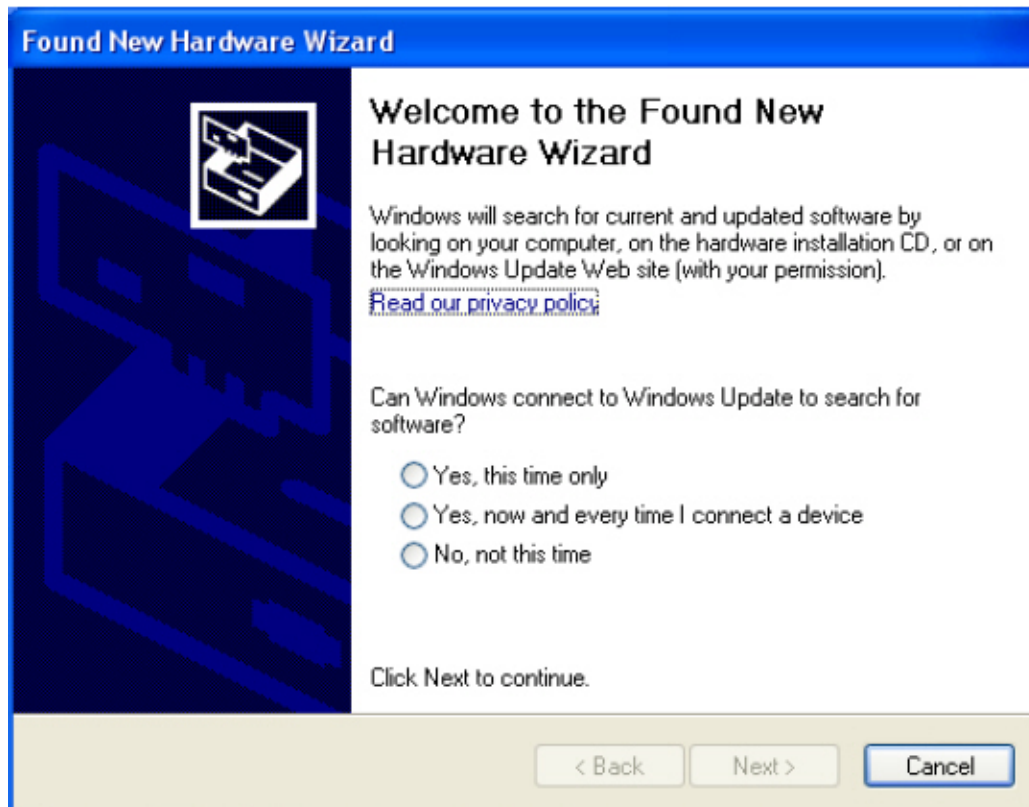 Found New Hardware Wizard
Welcome to the Found New
Hardware Wizard
Windows will search for current and updated software by
looking on your computer, on the hardware installation CD, or on
the Windows Update Web site (with your permission).
Read our privacy policy
Can Windows connect to Windows Update to search for
software?
Yes, this time only
Yes, now and every time I connect a device
No, not this time
Click Next to continue.
< Back Next > Cancel